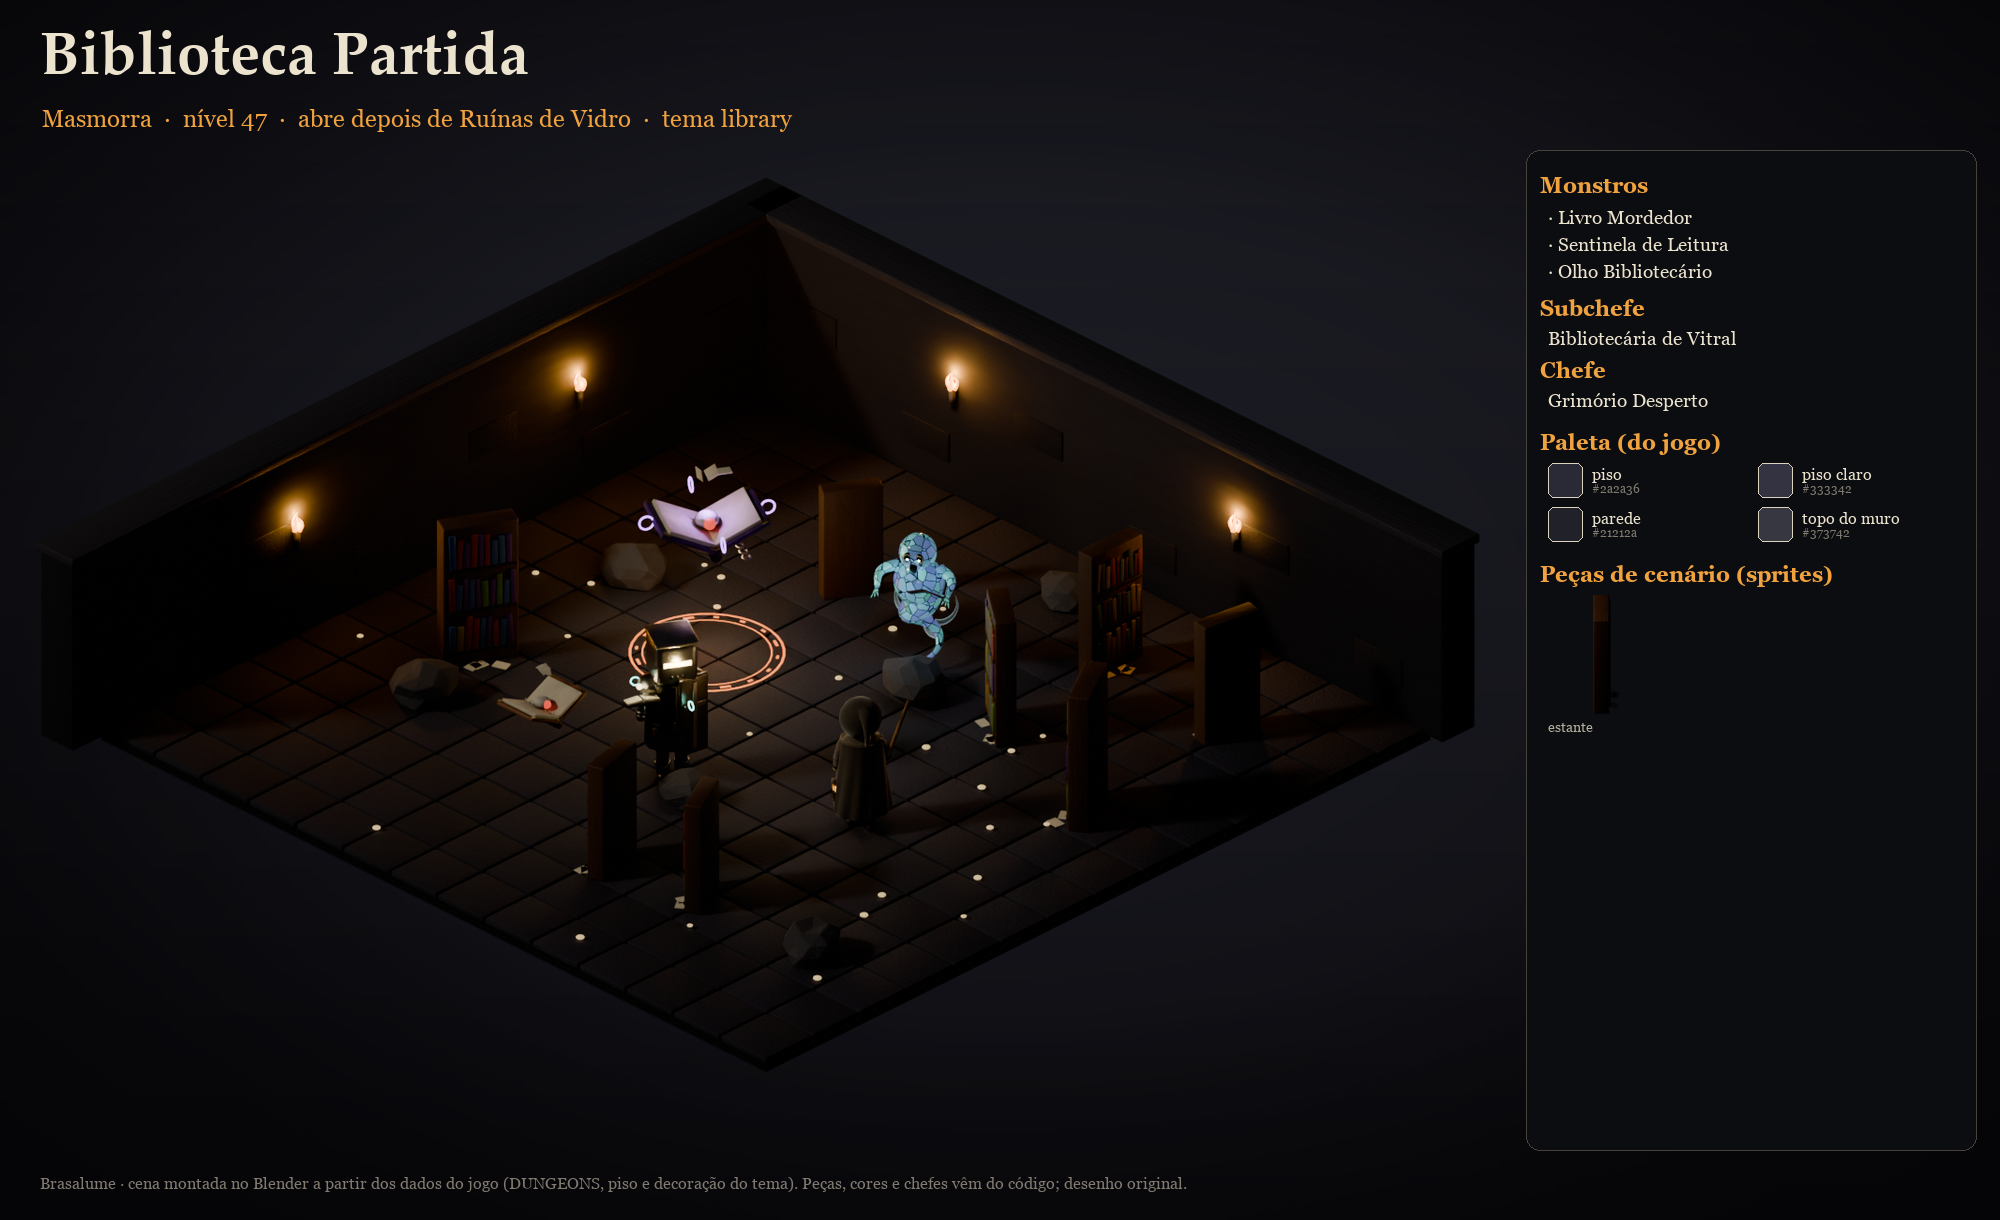 Biblioteca Partida
Masmorra · nível 47 · abre depois de Ruínas de Vidro · tema library
Monstros
· Livro Mordedor
· Sentinela de Leitura
· Olho Bibliotecário
Subchefe
Bibliotecária de Vitral
Chefe
Grimório Desperto
Paleta (do jogo)
piso
#2a2a36
piso claro
#333342
parede
#21212a
topo do muro
#373742
Peças de cenário (sprites)
estante
Brasalume · cena montada no Blender a partir dos dados do jogo (DUNGEONS, piso e decoração do tema). Peças, cores e chefes vêm do código; desenho original.